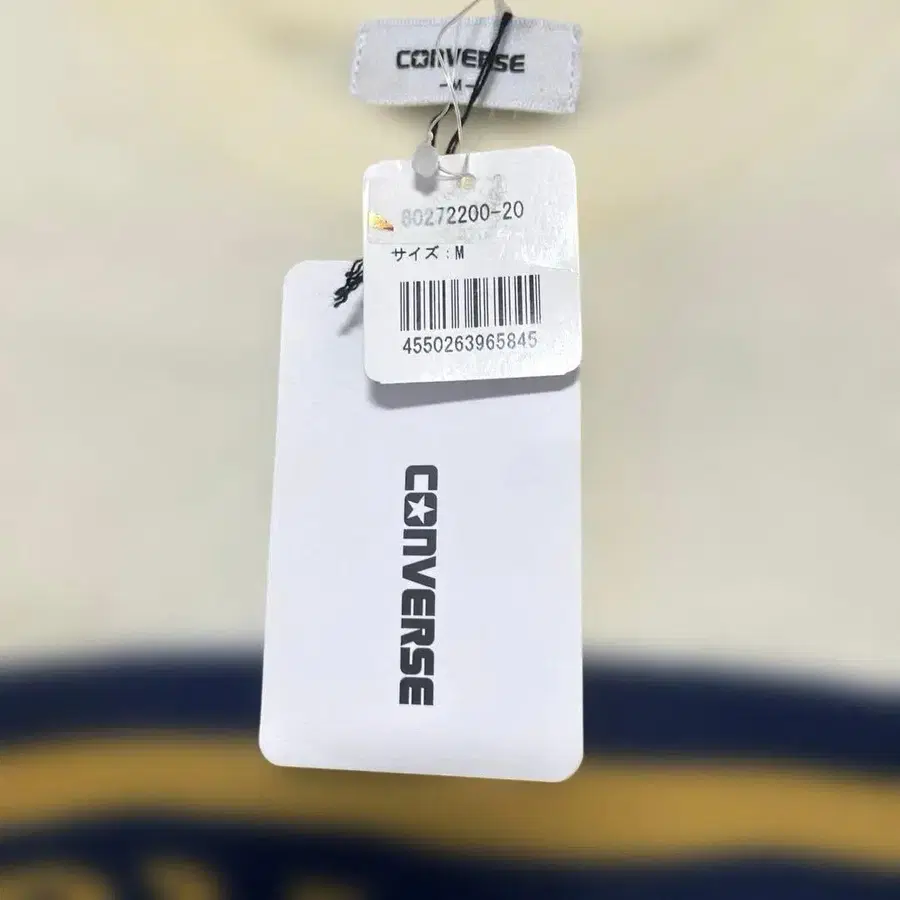 CONVERSE
-M-
80272200-20
サイズ:M
4550263965845
CONVERSE